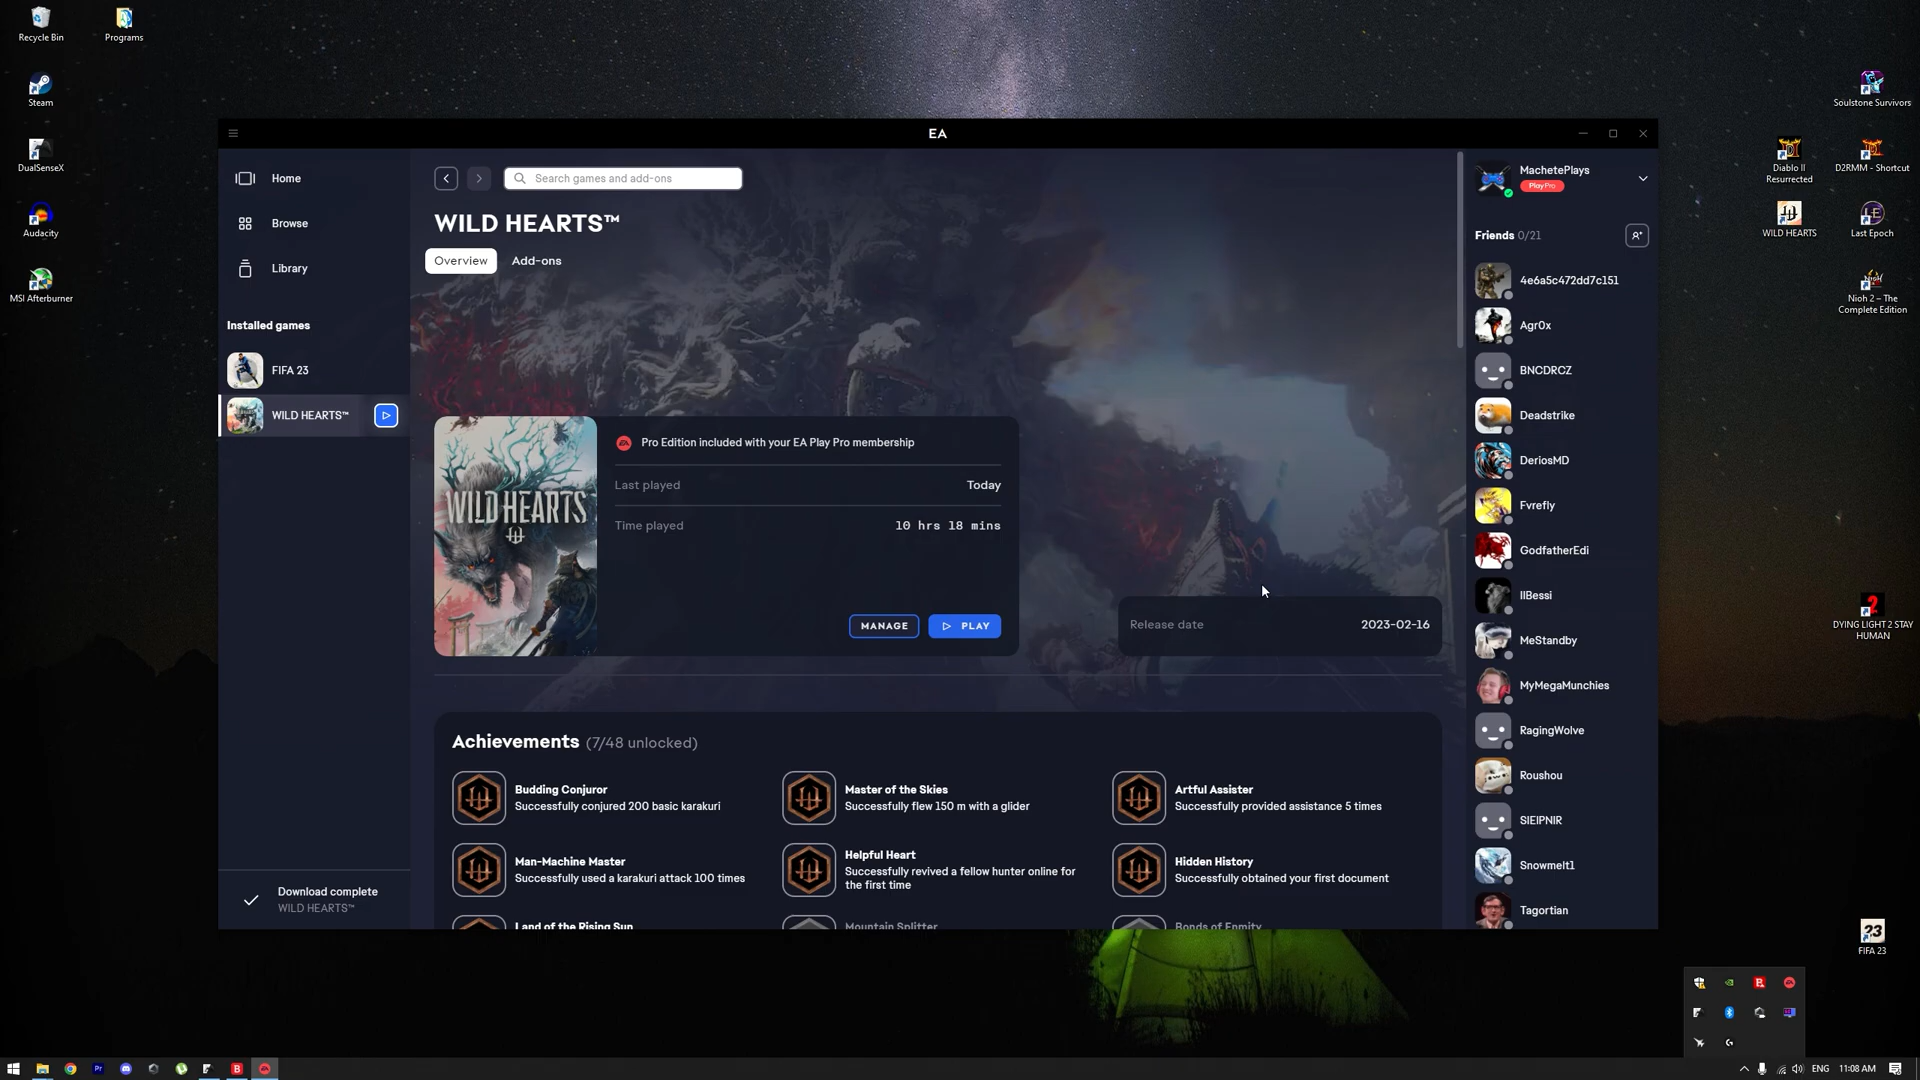 Recycle Bin
Programs
Steam
DualSenseX
Audacity
MSI Afterburner
EA
Home
Browse
Library
Installed games
FIFA 23
WILD HEARTS™
Download complete
WILD HEARTS™
Search games and add-ons
WILD HEARTS™
Overview
Add-ons
WILD HEARTS
Pro Edition included with your EA Play Pro membership
Last played
Today
Time played
10 hrs 18 mins
MANAGE
PLAY
Release date
2023-02-16
Achievements (7/48 unlocked)
Budding Conjuror
Successfully conjured 200 basic karakuri
Master of the Skies
Successfully flew 150 m with a glider
Artful Assister
Successfully provided assistance 5 times
Man-Machine Master
Successfully used a karakuri attack 100 times
Helpful Heart
Successfully revived a fellow hunter online for
the first time
Hidden History
Successfully obtained your first document
Land of the Rising Sun
Mountain Splitter
Bonds of Enmity
MachetePlays
Play Pro
Friends 0/21
4e6a5c472dd7c151
Agr0x
BNCDRCZ
Deadstrike
DeriosMD
Fvrefly
GodfatherEdi
MeStandby
MyMegaMunchies
RagingWolve
Roushou
Snowmelt1
Tagortian
Soulstone Survivors
Diablo II
Resurrected
D2RMM - Shortcut
WILD HEARTS
Last Epoch
Nioh 2 – The
Complete Edition
DYING LIGHT 2 STAY
HUMAN
23
FIFA 23
ENG
11:08 AM